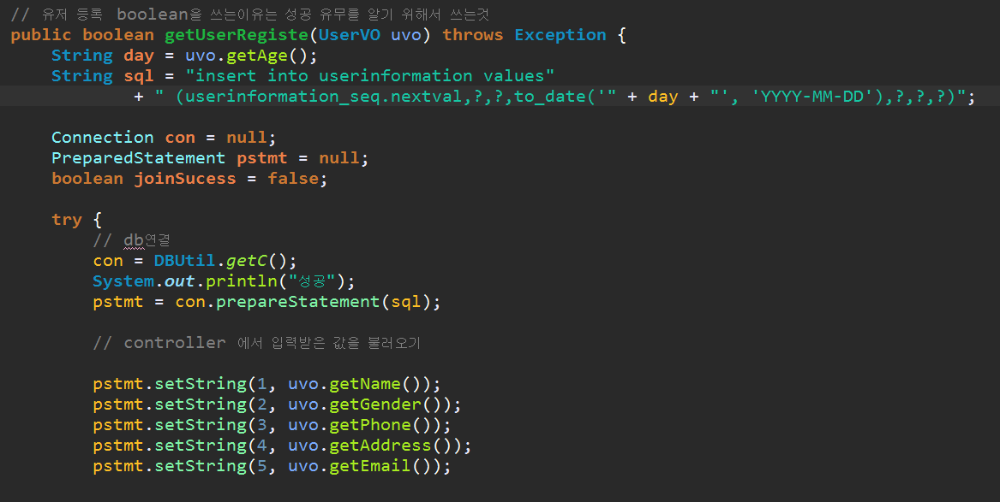 // 유저 등록 boolean을 쓰는이유는 성공 유무를 알기 위해서 쓰는것
public boolean getUserRegiste(UserVO uvo) throws Exception {
    String day = uvo.getAge();
    String sql = "insert into userinformation values"
            + " (userinformation_seq.nextval,?,?,to_date('" + day + "', 'YYYY-MM-DD'),?,?,?)";
    Connection con = null;
    PreparedStatement pstmt = null;
    boolean joinSucess = false;
    try {
        // db연결
        con = DBUtil.getC();
        System.out.println("성공");
        pstmt = con.prepareStatement(sql);
        // controller 에서 입력받은 값을 불러오기
        pstmt.setString(1, uvo.getName());
        pstmt.setString(2, uvo.getGender());
        pstmt.setString(3, uvo.getPhone());
        pstmt.setString(4, uvo.getAddress());
        pstmt.setString(5, uvo.getEmail());